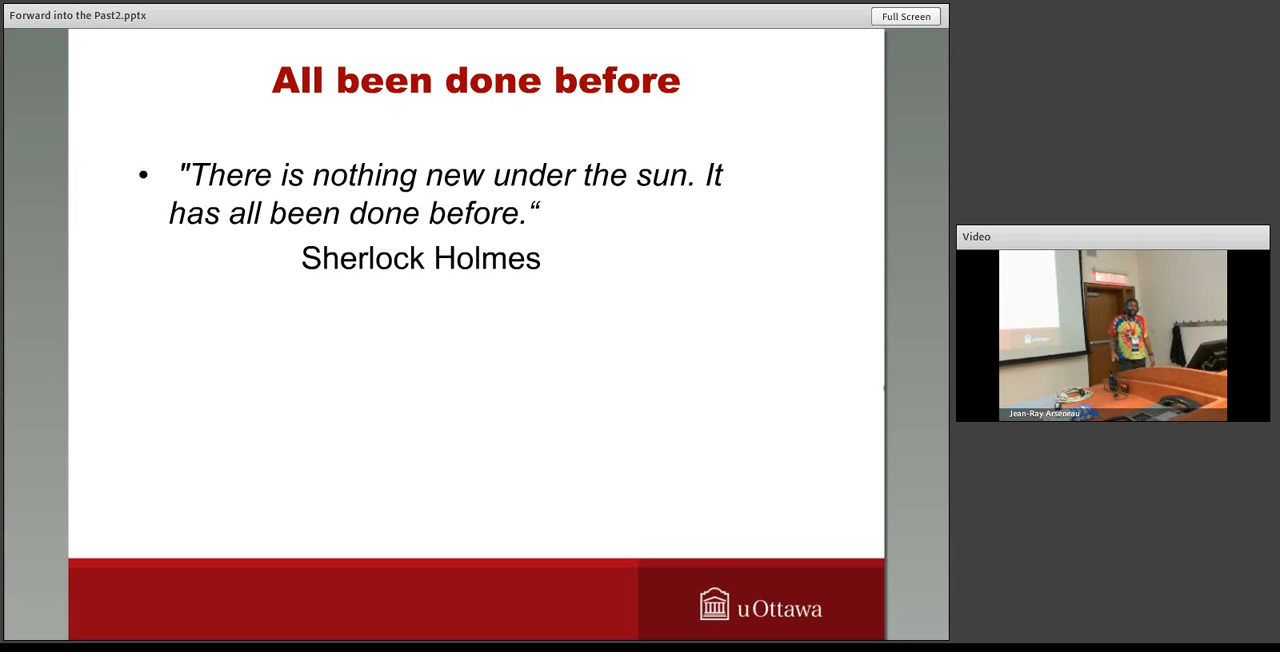 Forward into the Past2.pptx
Full Screen
All been done before
• "There is nothing new under the sun. It
has all been done before.“
Sherlock Holmes
uOttawa
Video
uOttawa
Jean-Ray Arseneau